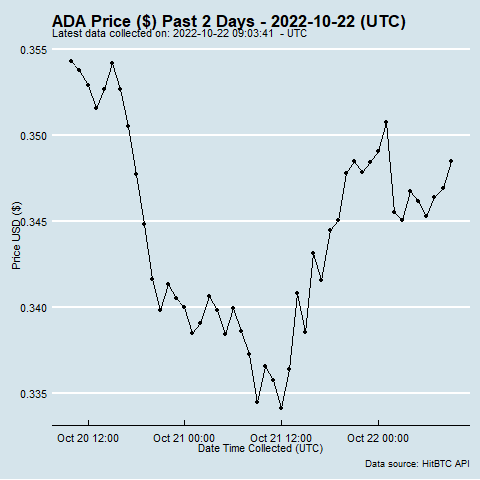 ADA Price ($) Past 2 Days - 2022-10-22 (UTC)
Latest data collected on: 2022-10-22 09:03:41 - UTC
0.355
0.350
0.345
0.340
0.335
Price USD ($)
Oct 20 12:00 Oct 21 00:00 Oct 21 12:00 Oct 22 00:00
Date Time Collected (UTC)
Data source: HitBTC API